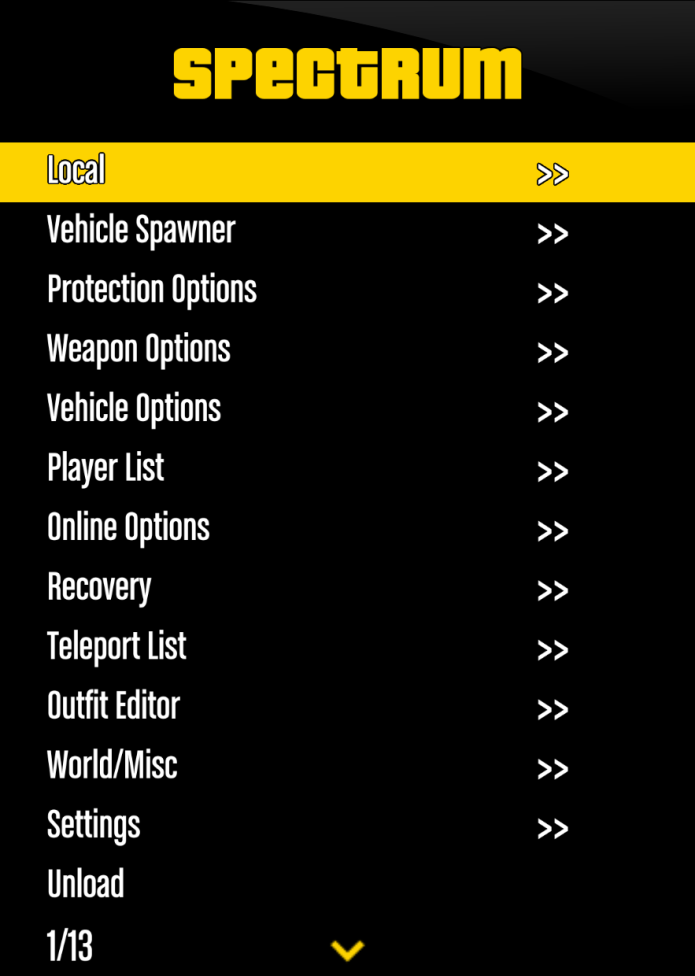 SPECTRUM
Local >>
Vehicle Spawner >>
Protection Options >>
Weapon Options >>
Vehicle Options >>
Player List >>
Online Options >>
Recovery >>
Teleport List >>
Outfit Editor >>
World/Misc >>
Settings >>
Unload
1/13